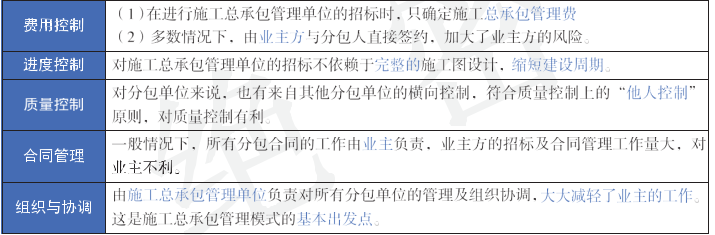 费用控制
（1）在进行施工总承包管理单位的招标时，只确定施工总承包管理费
（2）多数情况下，由业主方与分包人直接签约，加大了业主方的风险。
进度控制
对施工总承包管理单位的招标不依赖于完整的施工图设计，缩短建设周期。
质量控制
对分包单位来说，也有来自其他分包单位的横向控制，符合质量控制上的“他人控制”
原则，对质量控制有利。
合同管理
一般情况下，所有分包合同的工作由业主负责，业主方的招标及合同管理工作量大，对
业主不利。
组织与协调
由施工总承包管理单位负责对所有分包单位的管理及组织协调，大大减轻了业主的工作。
这是施工总承包管理模式的基本出发点。